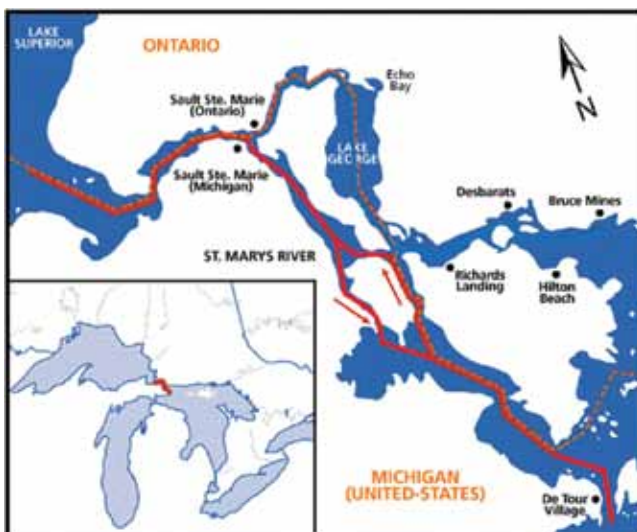 LAKE
SUPERIOR
ONTARIO
Echo
Bay
N
Sault Ste. Marie
(Ontario)
LAKE
GEORGE
Sault Ste. Marie
(Michigan)
Desbarats
Bruce Mines
ST. MARYS RIVER
Richards
Landing
Hilton
Beach
MICHIGAN
(UNITED-STATES)
De Tour
Village